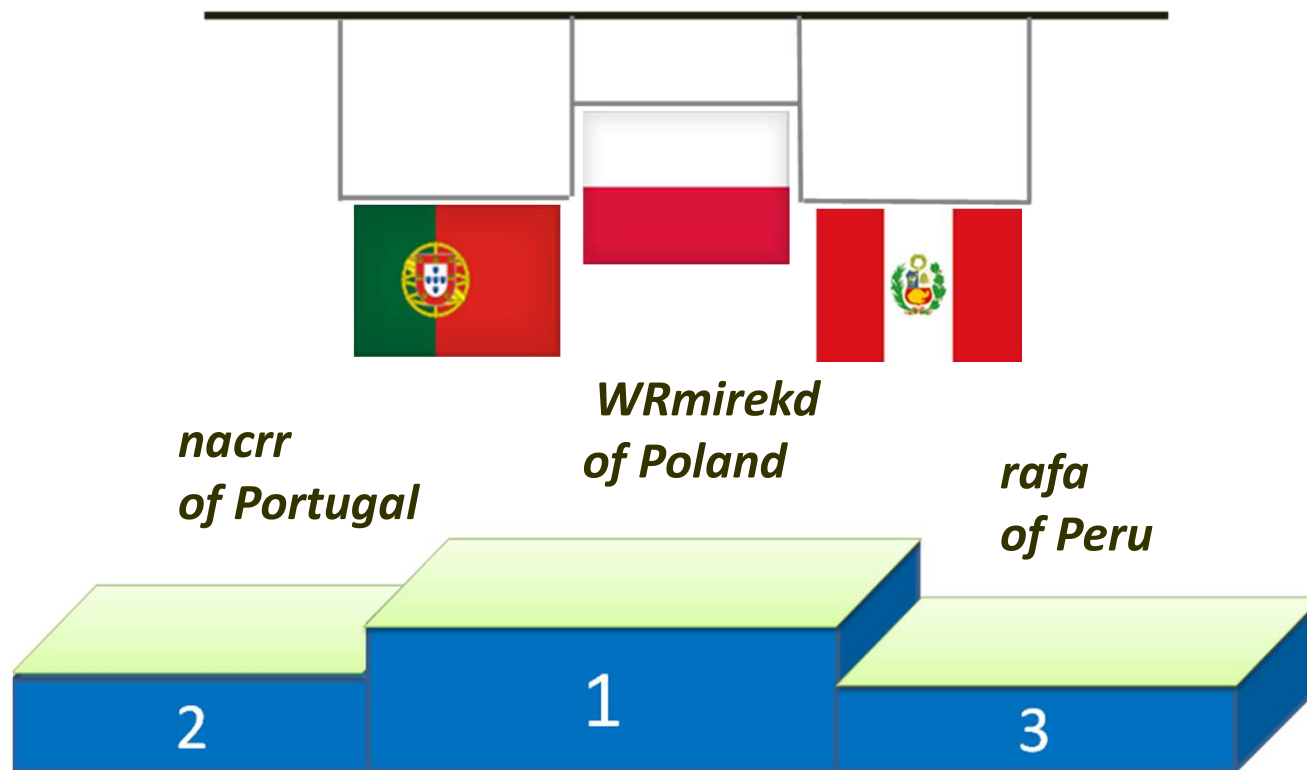 WRmirekd
of Poland
nacrr
of Portugal
rafa
of Peru
2
1
3